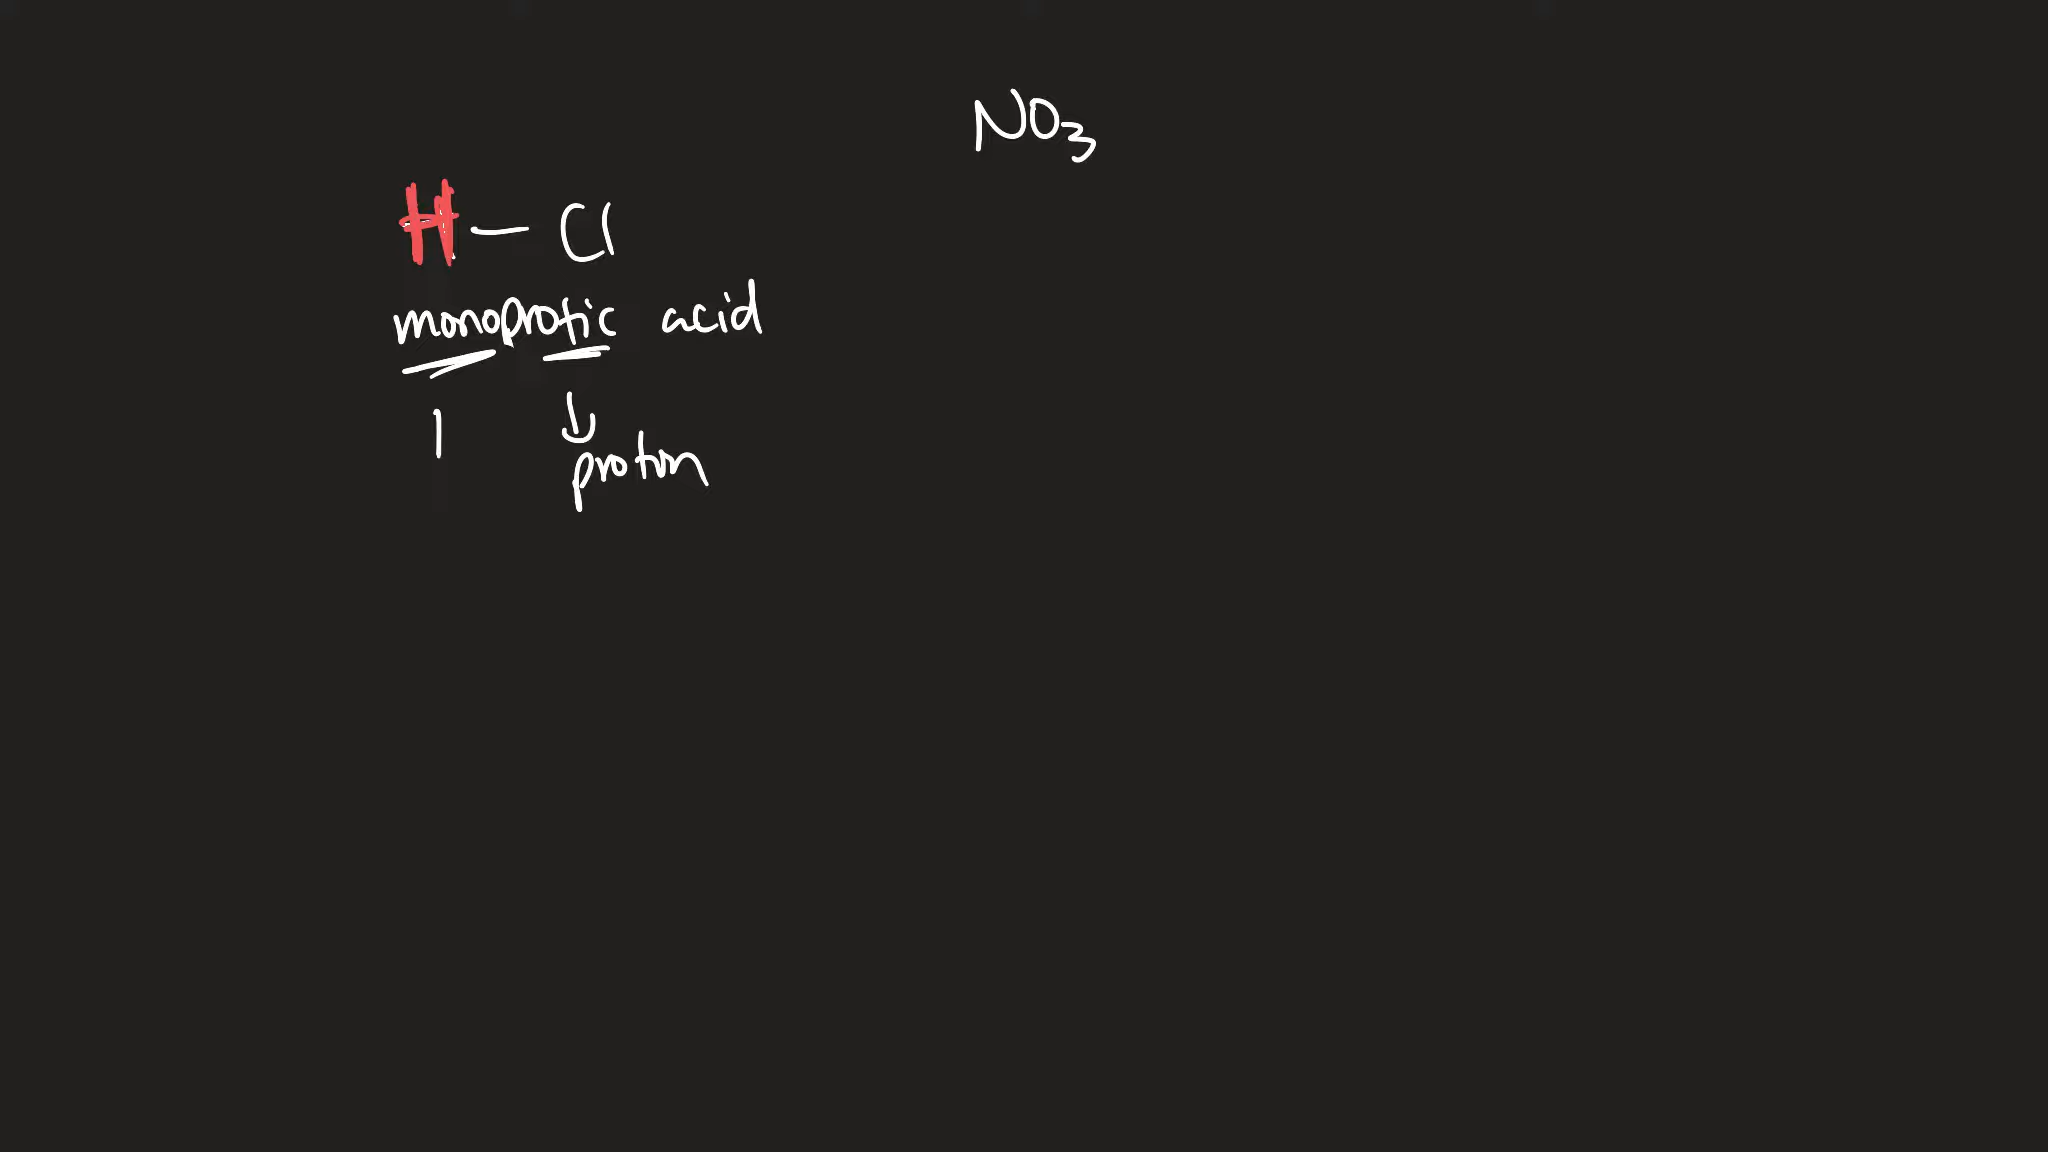 NO₃
H — Cl
monoprotic acid
1 ↓
proton